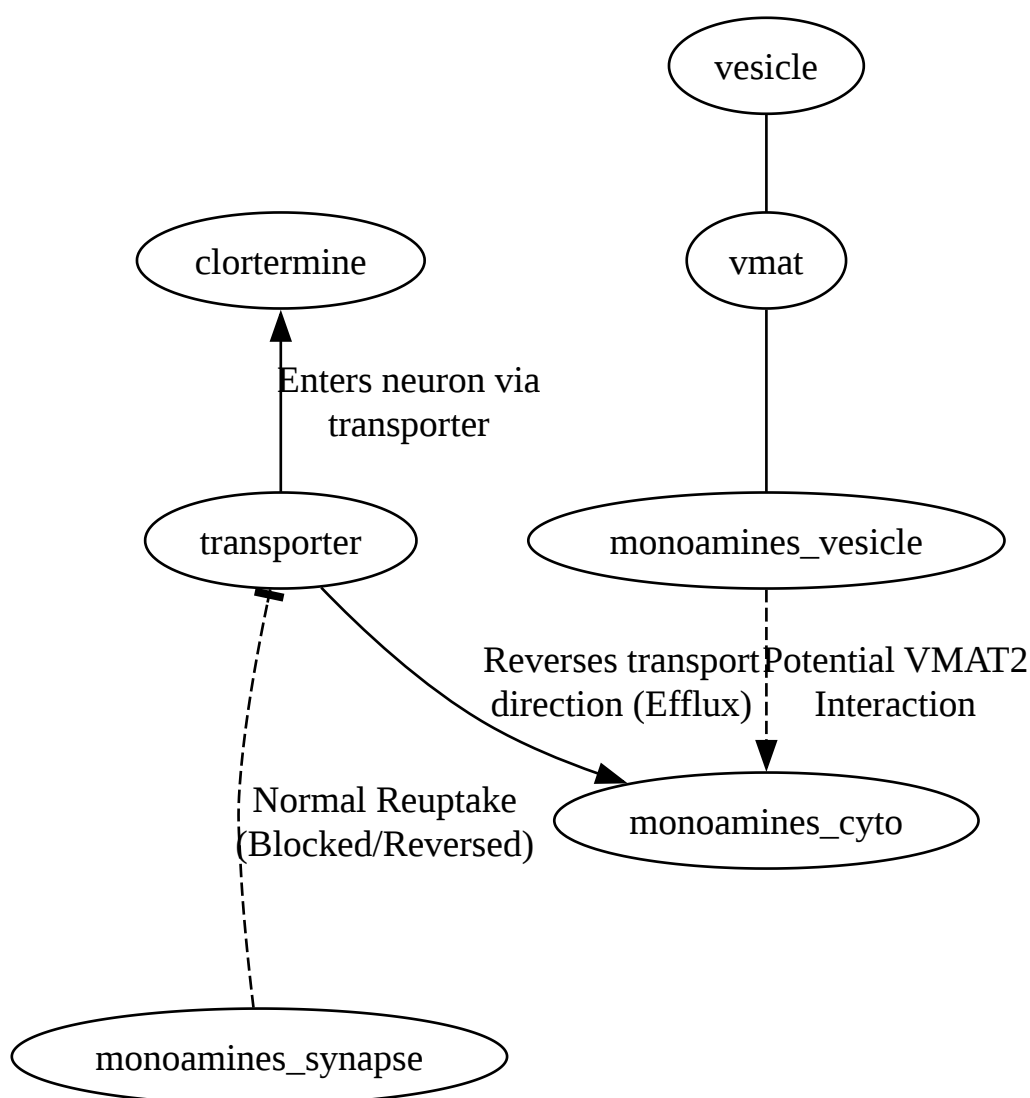 vesicle
clortermine
vmat
Enters neuron via
transporter
transporter
monoamines_vesicle
Reverses transport
direction (Efflux)
Potential VMAT2
Interaction
Normal Reuptake
(Blocked/Reversed)
monoamines_cyto
monoamines_synapse